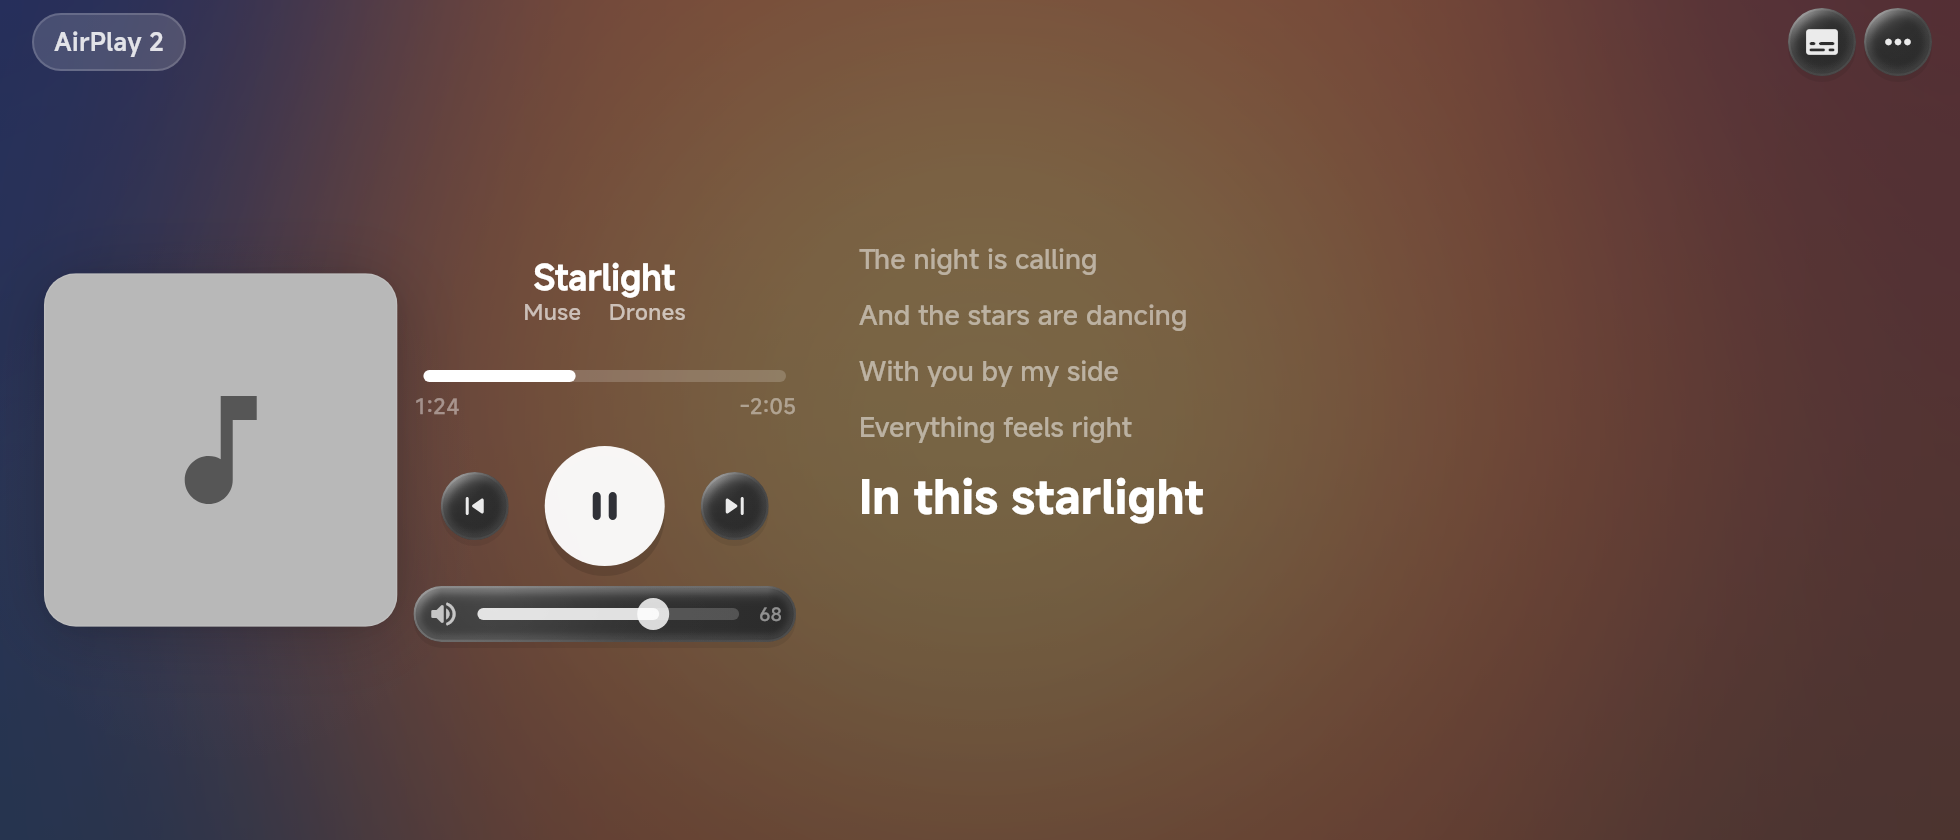 AirPlay 2
Starlight
Muse Drones
1:24 -2:05
68
The night is calling
And the stars are dancing
With you by my side
Everything feels right
In this starlight